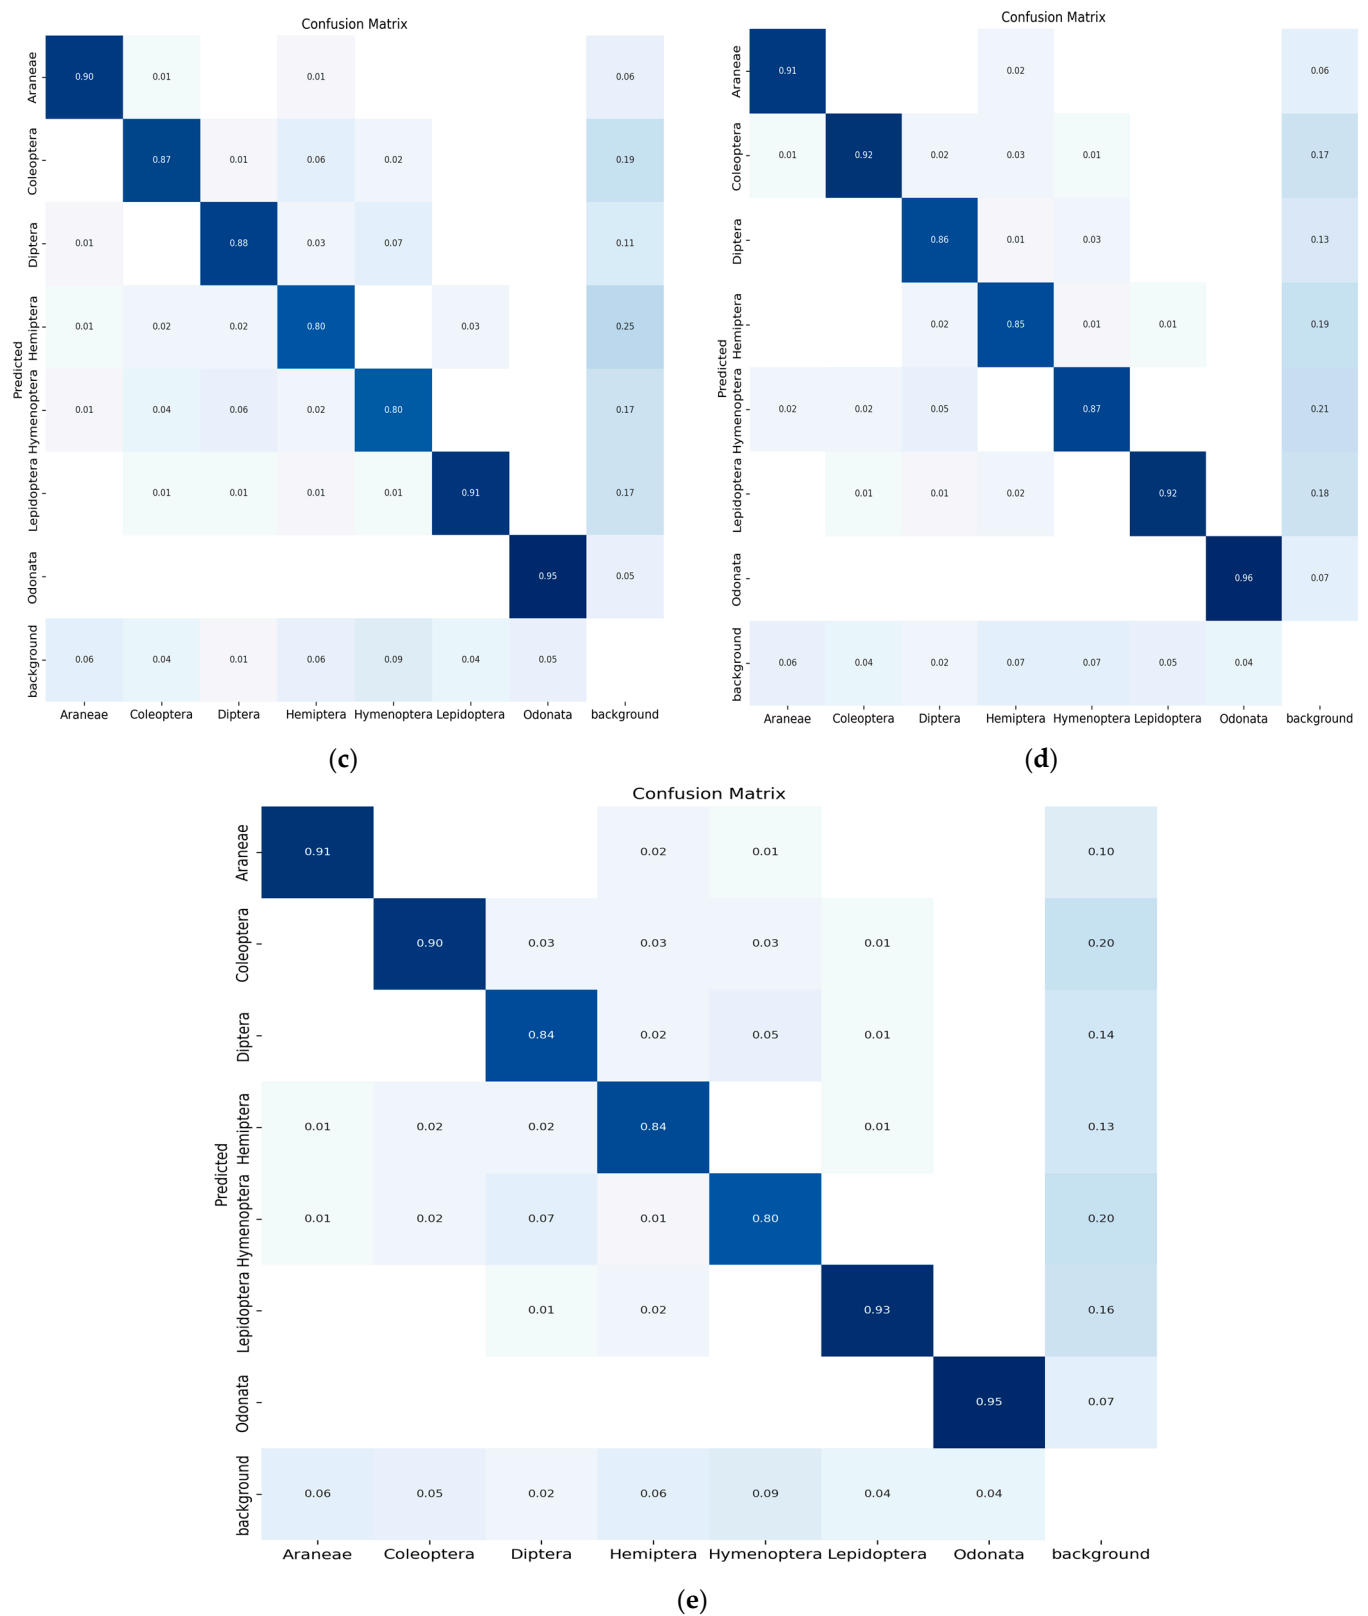 Confusion Matrix
Araneae 0.90 0.01 0.01 0.06
Coleoptera 0.87 0.01 0.06 0.02 0.19
Diptera 0.01 0.88 0.03 0.07 0.11
Hemiptera 0.01 0.02 0.02 0.80 0.03 0.25
Predicted
Hymenoptera 0.01 0.04 0.06 0.02 0.80 0.17
Lepidoptera 0.01 0.01 0.01 0.01 0.91 0.17
Odonata 0.95 0.05
background 0.06 0.04 0.01 0.06 0.09 0.04 0.05
Araneae Coleoptera Diptera Hemiptera Hymenoptera Lepidoptera Odonata background
(c)
Confusion Matrix
Araneae 0.91 0.02 0.06
Coleoptera 0.01 0.92 0.02 0.03 0.01 0.17
Diptera 0.86 0.01 0.03 0.13
Hemiptera 0.02 0.85 0.01 0.01 0.19
Predicted
Hymenoptera 0.02 0.02 0.05 0.87 0.21
Lepidoptera 0.01 0.01 0.02 0.92 0.18
Odonata 0.96 0.07
background 0.06 0.04 0.02 0.07 0.07 0.05 0.04
Araneae Coleoptera Diptera Hemiptera Hymenoptera Lepidoptera Odonata background
(d)
Confusion Matrix
Araneae 0.91 0.02 0.01 0.10
Coleoptera 0.90 0.03 0.03 0.03 0.01 0.20
Diptera 0.84 0.02 0.05 0.01 0.14
Hemiptera 0.01 0.02 0.02 0.84 0.01 0.13
Predicted
Hymenoptera 0.01 0.02 0.07 0.01 0.80 0.20
Lepidoptera 0.01 0.02 0.93 0.16
Odonata 0.95 0.07
background 0.06 0.05 0.02 0.06 0.09 0.04 0.04
Araneae Coleoptera Diptera Hemiptera Hymenoptera Lepidoptera Odonata background
(e)